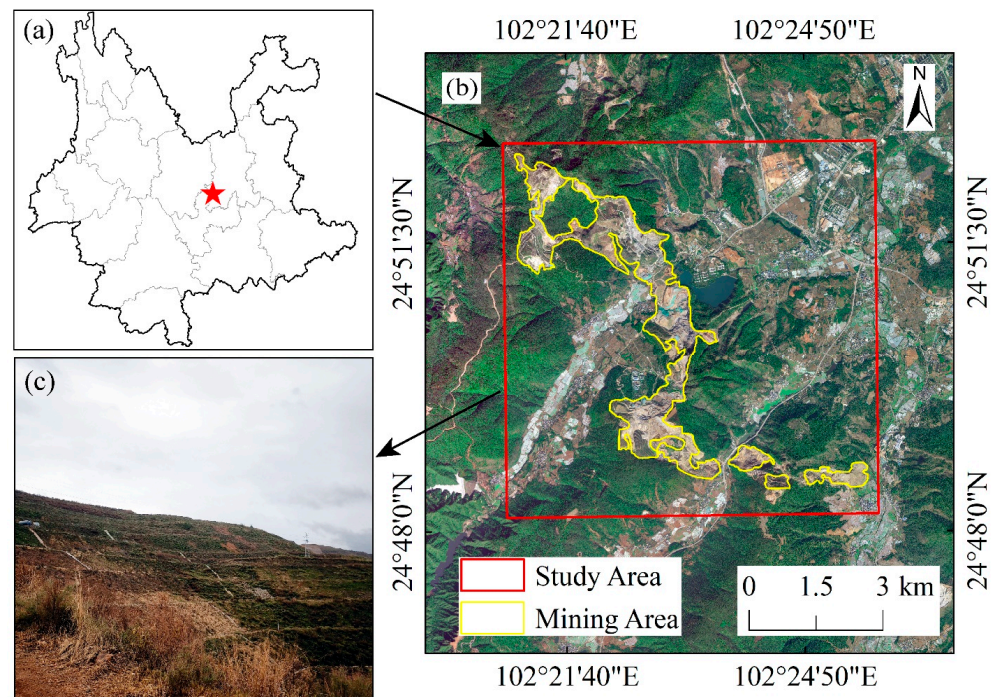 (a)
102°21'40"E
102°24'50"E
(b)
N
24°51'30"N
24°51'30"N
(c)
24°48'0"N
24°48'0"N
Study Area
Mining Area
0 1.5 3 km
102°21'40"E
102°24'50"E